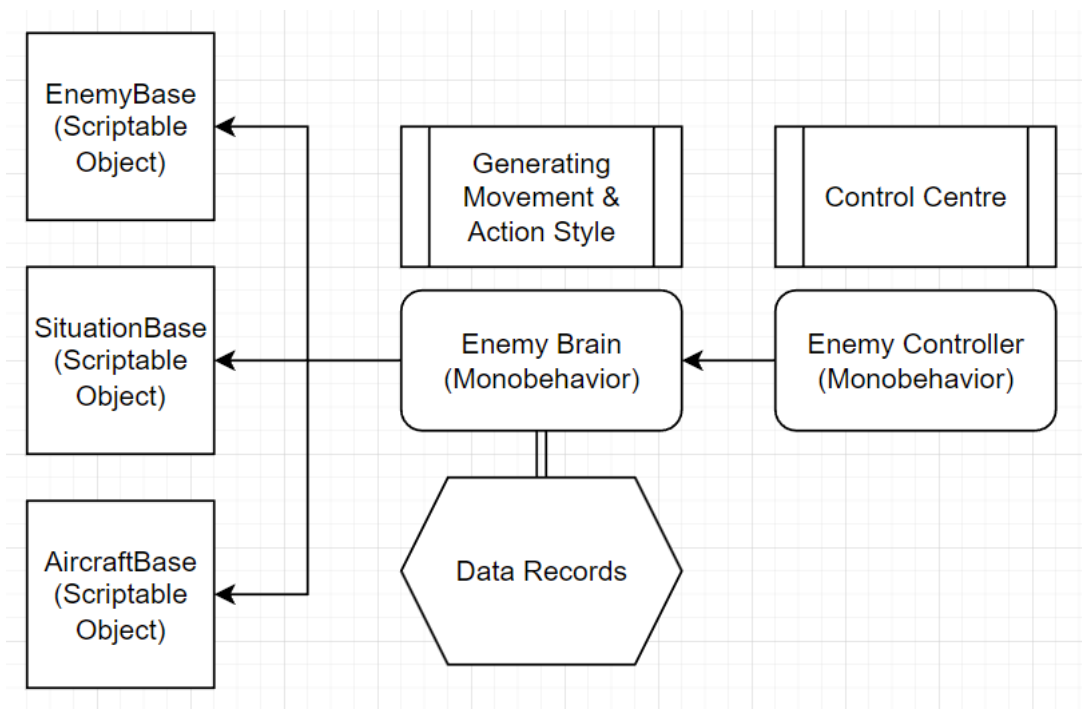 EnemyBase
(Scriptable
Object)
Generating
Movement &
Action Style
Control Centre
SituationBase
(Scriptable
Object)
Enemy Brain
(Monobehavior)
Enemy Controller
(Monobehavior)
AircraftBase
(Scriptable
Object)
Data Records